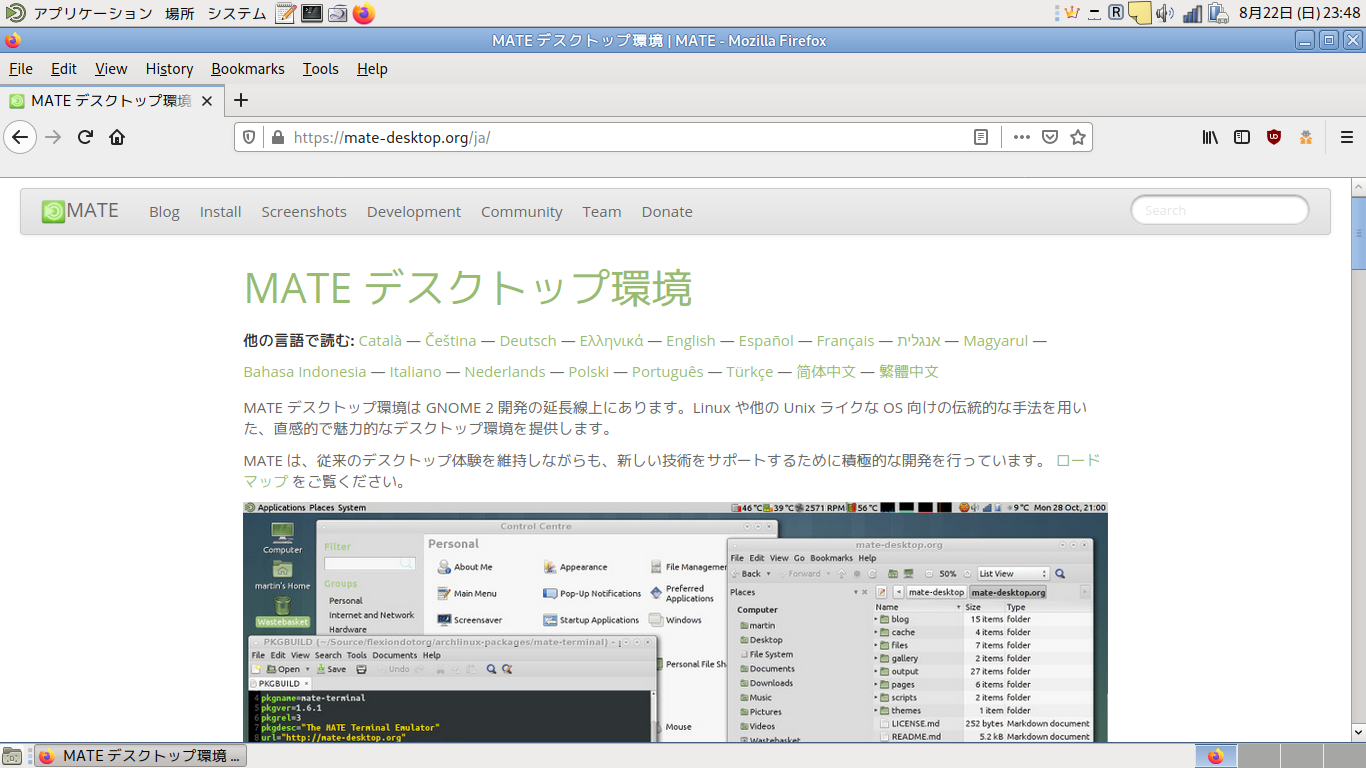 アプリケーション 場所 システム 8月22日 (日) 23:48
MATE デスクトップ環境 | MATE - Mozilla Firefox
File Edit View History Bookmarks Tools Help
MATE デスクトップ環境
https://mate-desktop.org/ja/
MATE Blog Install Screenshots Development Community Team Donate Search
MATE デスクトップ環境
他の言語で読む: Català — Čeština — Deutsch — Ελληνικά — English — Español — Français — אנגלית — Magyarul —
Bahasa Indonesia — Italiano — Nederlands — Polski — Português — Türkçe — 简体中文 — 繁體中文
MATE デスクトップ環境は GNOME 2 開発の延長線上にあります。Linux や他の Unix ライクな OS 向けの伝統的な手法を用い
た、直感的で魅力的なデスクトップ環境を提供します。
MATE は、従来のデスクトップ体験を維持しながらも、新しい技術をサポートするために積極的な開発を行っています。 ロード
マップ をご覧ください。
Applications Places System 46 °C 39 °C 2571 RPM 56 °C 9 °C Mon 28 Oct, 21:00
Computer
martin's Home
Wastebasket
Control Centre
Filter
Groups
Personal
Internet and Network
Hardware
Personal
About Me Appearance File Managemen
Main Menu Pop-Up Notifications Preferred Applications
Screensaver Startup Applications Windows
Personal File Sh
Mouse
PKGBUILD (~/Source/flexiondotorg/archlinux-packages/mate-terminal) - p
File Edit View Search Tools Documents Help
Open Save Undo
PKGBUILD
4 pkgname=mate-terminal
5 pkgver=1.6.1
6 pkgrel=3
7 pkgdesc="The MATE Terminal Emulator"
8 url="http://mate-desktop.org"
mate-desktop.org
File Edit View Go Bookmarks Help
Back Forward 50% List View
Places mate-desktop mate-desktop.org
Computer
martin
Desktop
File System
Documents
Downloads
Music
Pictures
Videos
Wastebasket
Name Size Type
blog 15 items folder
cache 4 items folder
files 7 items folder
gallery 2 items folder
output 27 items folder
pages 6 items folder
scripts 2 items folder
themes 1 item folder
LICENSE.md 252 bytes Markdown document
README.md 5.2 kB Markdown document
MATE デスクトップ環境 ...